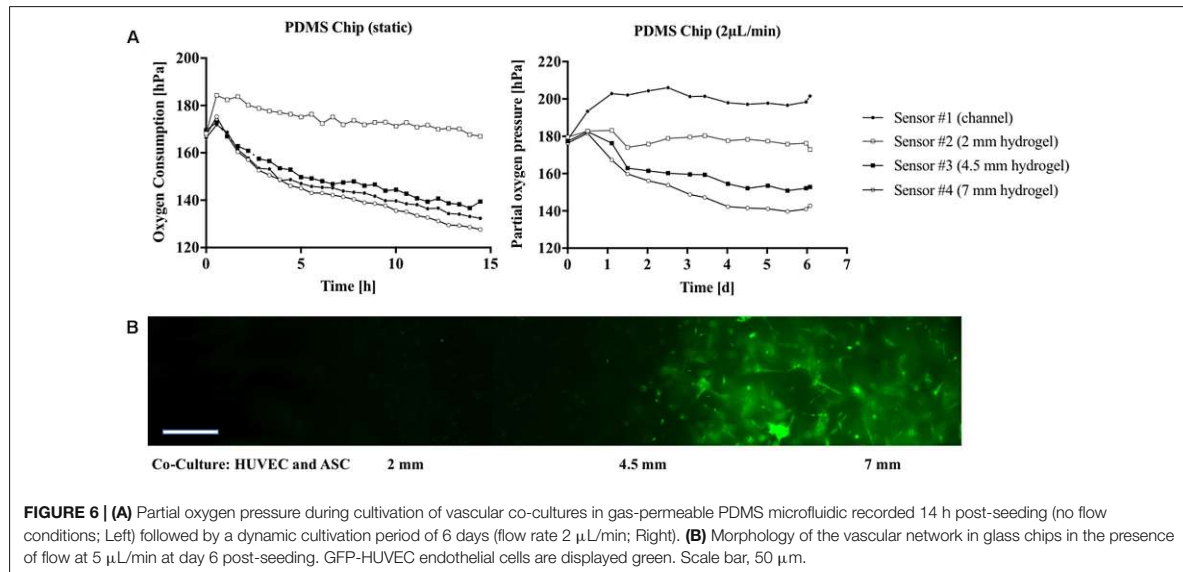 A
PDMS Chip (static)
Oxygen Consumption [hPa]
200
180
160
140
120
0
5
10
15
Time [h]
PDMS Chip (2μL/min)
Partial oxygen pressure [hPa]
220
200
180
160
140
120
0
1
2
3
4
5
6
7
Time [d]
Sensor #1 (channel)
Sensor #2 (2 mm hydrogel)
Sensor #3 (4.5 mm hydrogel)
Sensor #4 (7 mm hydrogel)
B
Co-Culture: HUVEC and ASC 2 mm 4.5 mm 7 mm
FIGURE 6 | (A) Partial oxygen pressure during cultivation of vascular co-cultures in gas-permeable PDMS microfluidic recorded 14 h post-seeding (no flow
conditions; Left) followed by a dynamic cultivation period of 6 days (flow rate 2 μL/min; Right). (B) Morphology of the vascular network in glass chips in the presence
of flow at 5 μL/min at day 6 post-seeding. GFP-HUVEC endothelial cells are displayed green. Scale bar, 50 μm.